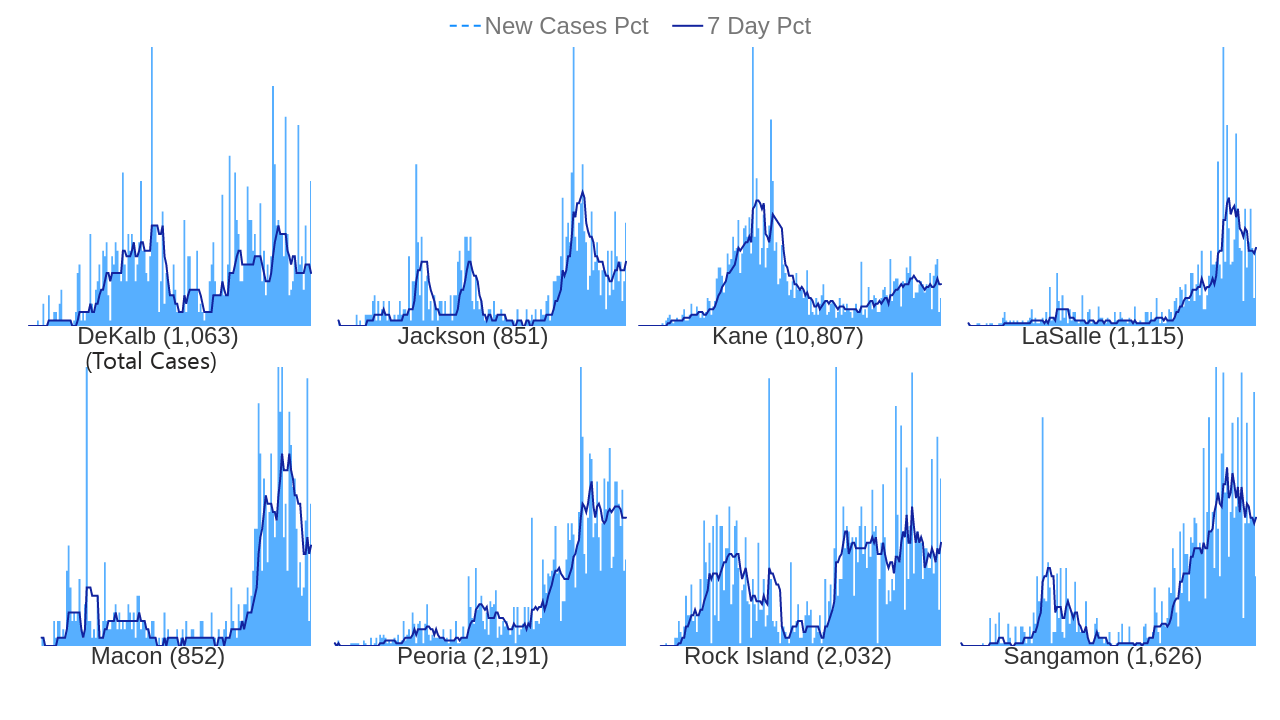 New Cases Pct 7 Day Pct
DeKalb (1,063) Jackson (851) Kane (10,807) LaSalle (1,115)
(Total Cases)
Macon (852) Peoria (2,191) Rock Island (2,032) Sangamon (1,626)